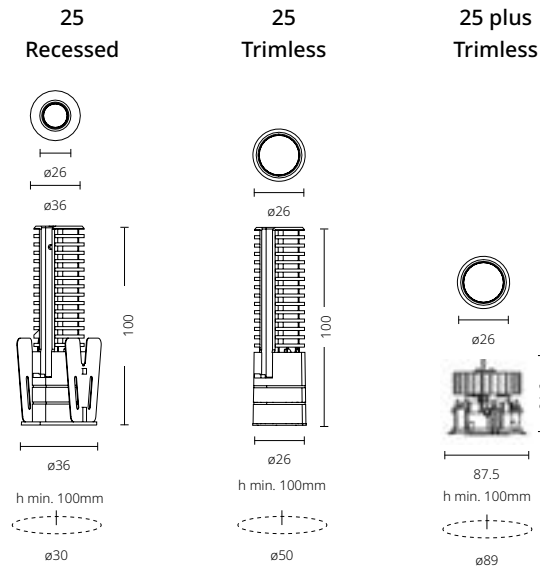 25
Recessed
ø26
ø36
100
ø36
h min. 100mm
ø30
25
Trimless
ø26
100
ø26
h min. 100mm
ø50
25 plus
Trimless
ø26
87.5
h min. 100mm
ø89